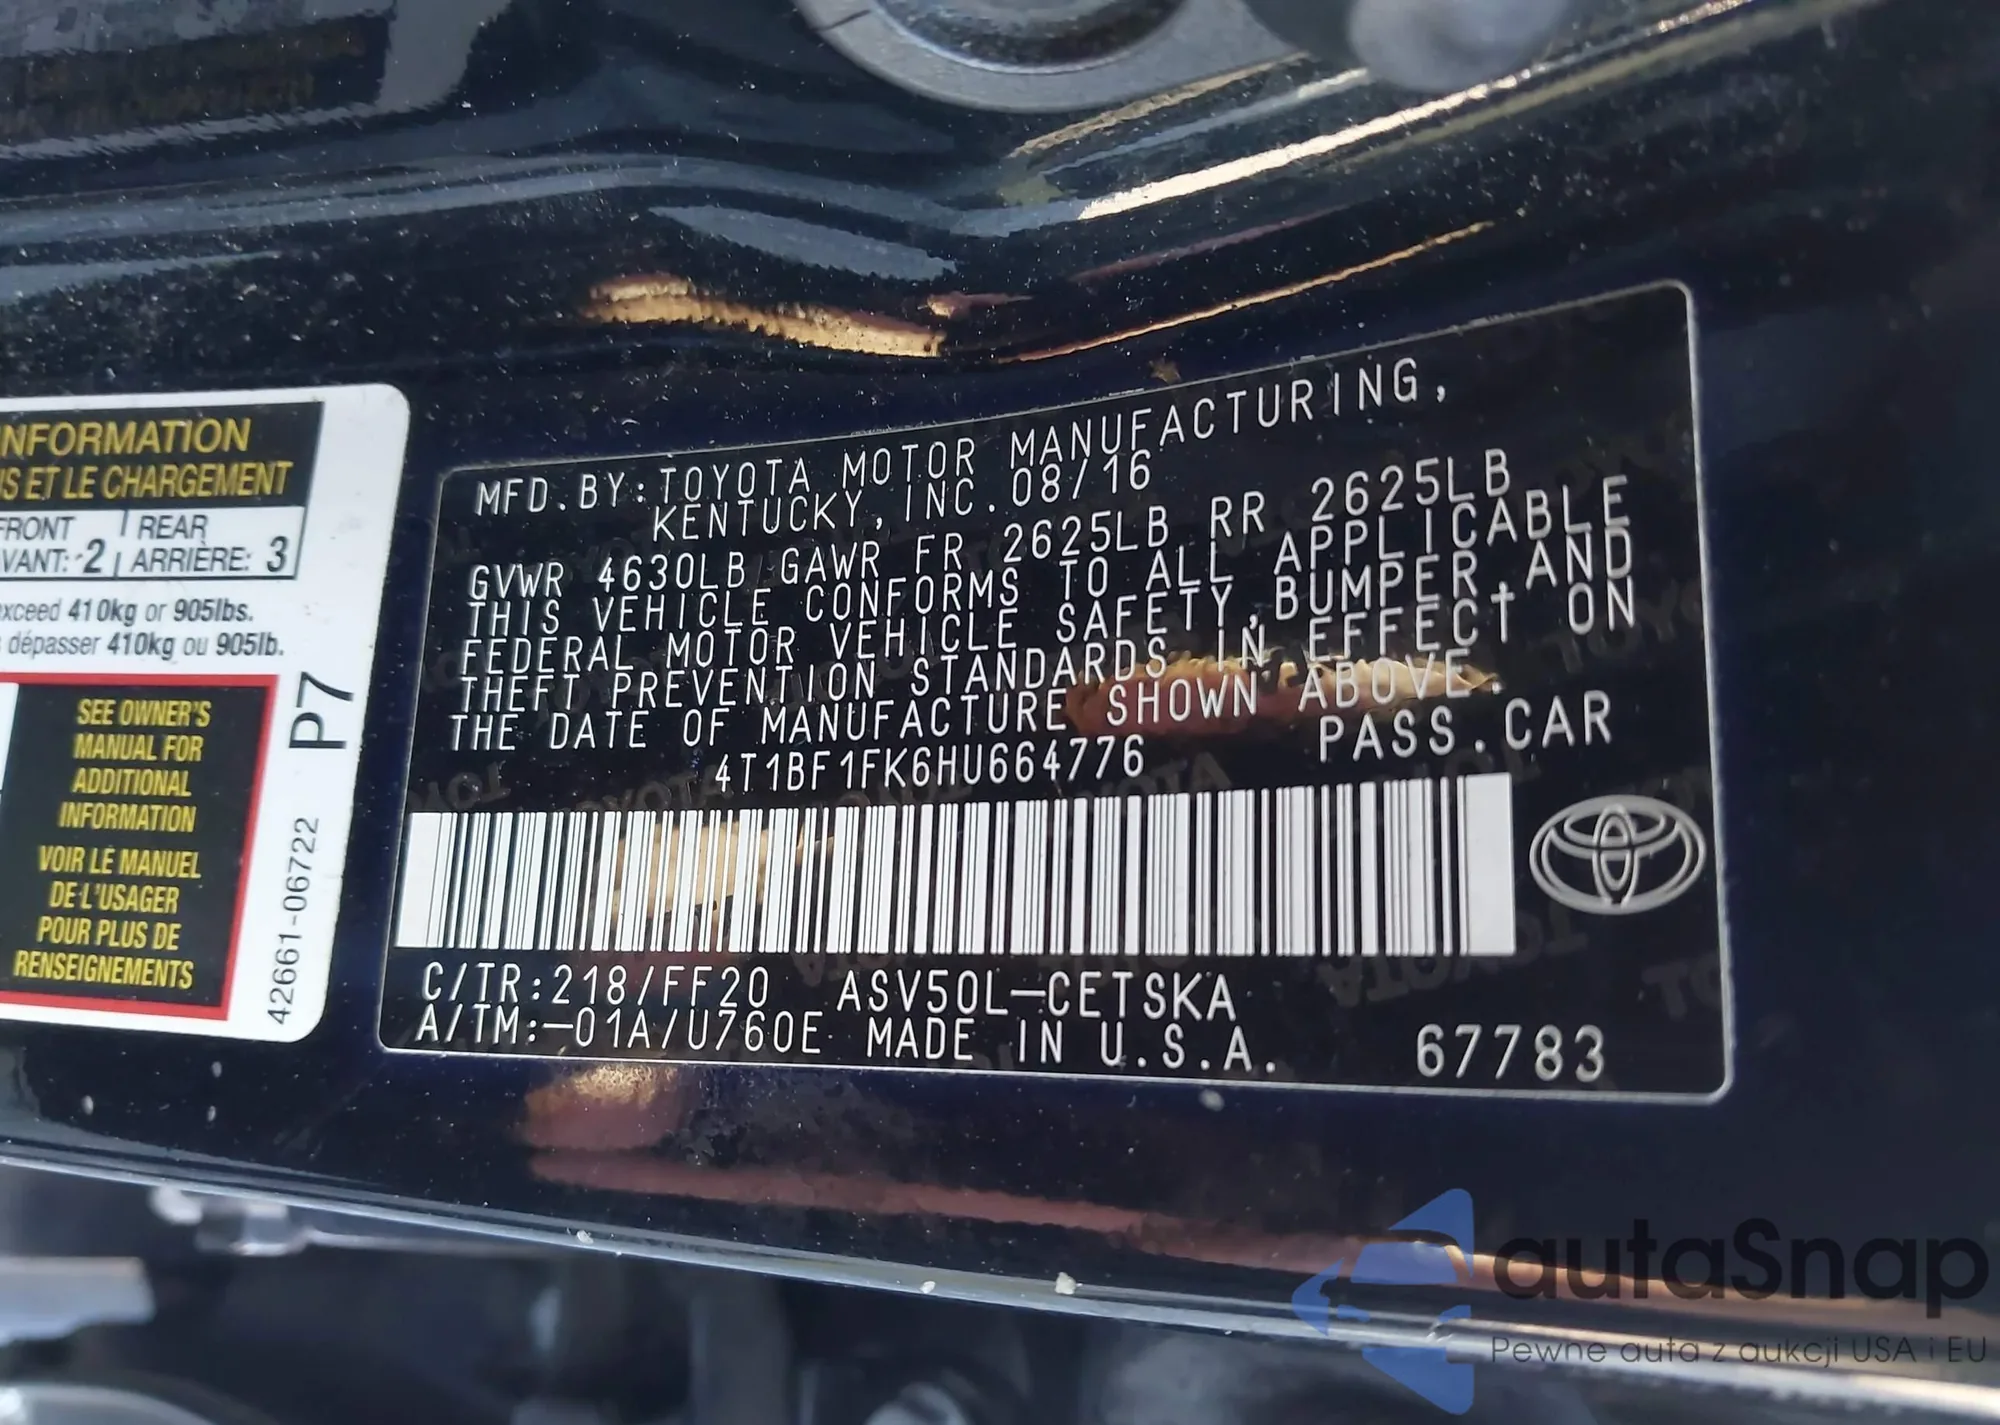 INFORMATION
ET LE CHARGEMENT
FRONT REAR
VANT: 2 ARRIÈRE: 3
exceed 410kg or 905lbs.
dépasser 410kg ou 905lb.
SEE OWNER'S
MANUAL FOR
ADDITIONAL
INFORMATION
VOIR LE MANUEL
DE L'USAGER
POUR PLUS DE
RENSEIGNEMENTS
P7
42661-06722
MFD.BY:TOYOTA MOTOR MANUFACTURING,
KENTUCKY,INC.08/16
GVWR 4630LB GAWR FR 2625LB RR 2625LB
THIS VEHICLE CONFORMS TO ALL APPLICABLE
FEDERAL MOTOR VEHICLE SAFETY,BUMPER,AND
THEFT PREVENTION STANDARDS IN EFFECT ON
THE DATE OF MANUFACTURE SHOWN ABOVE.
4T1BF1FK6HU664776 PASS.CAR
C/TR:218/FF20 ASV50L-CETSKA
A/TM:-01A/U760E MADE IN U.S.A. 67783
autaSnap
Pewne auta z aukcji USA i EU